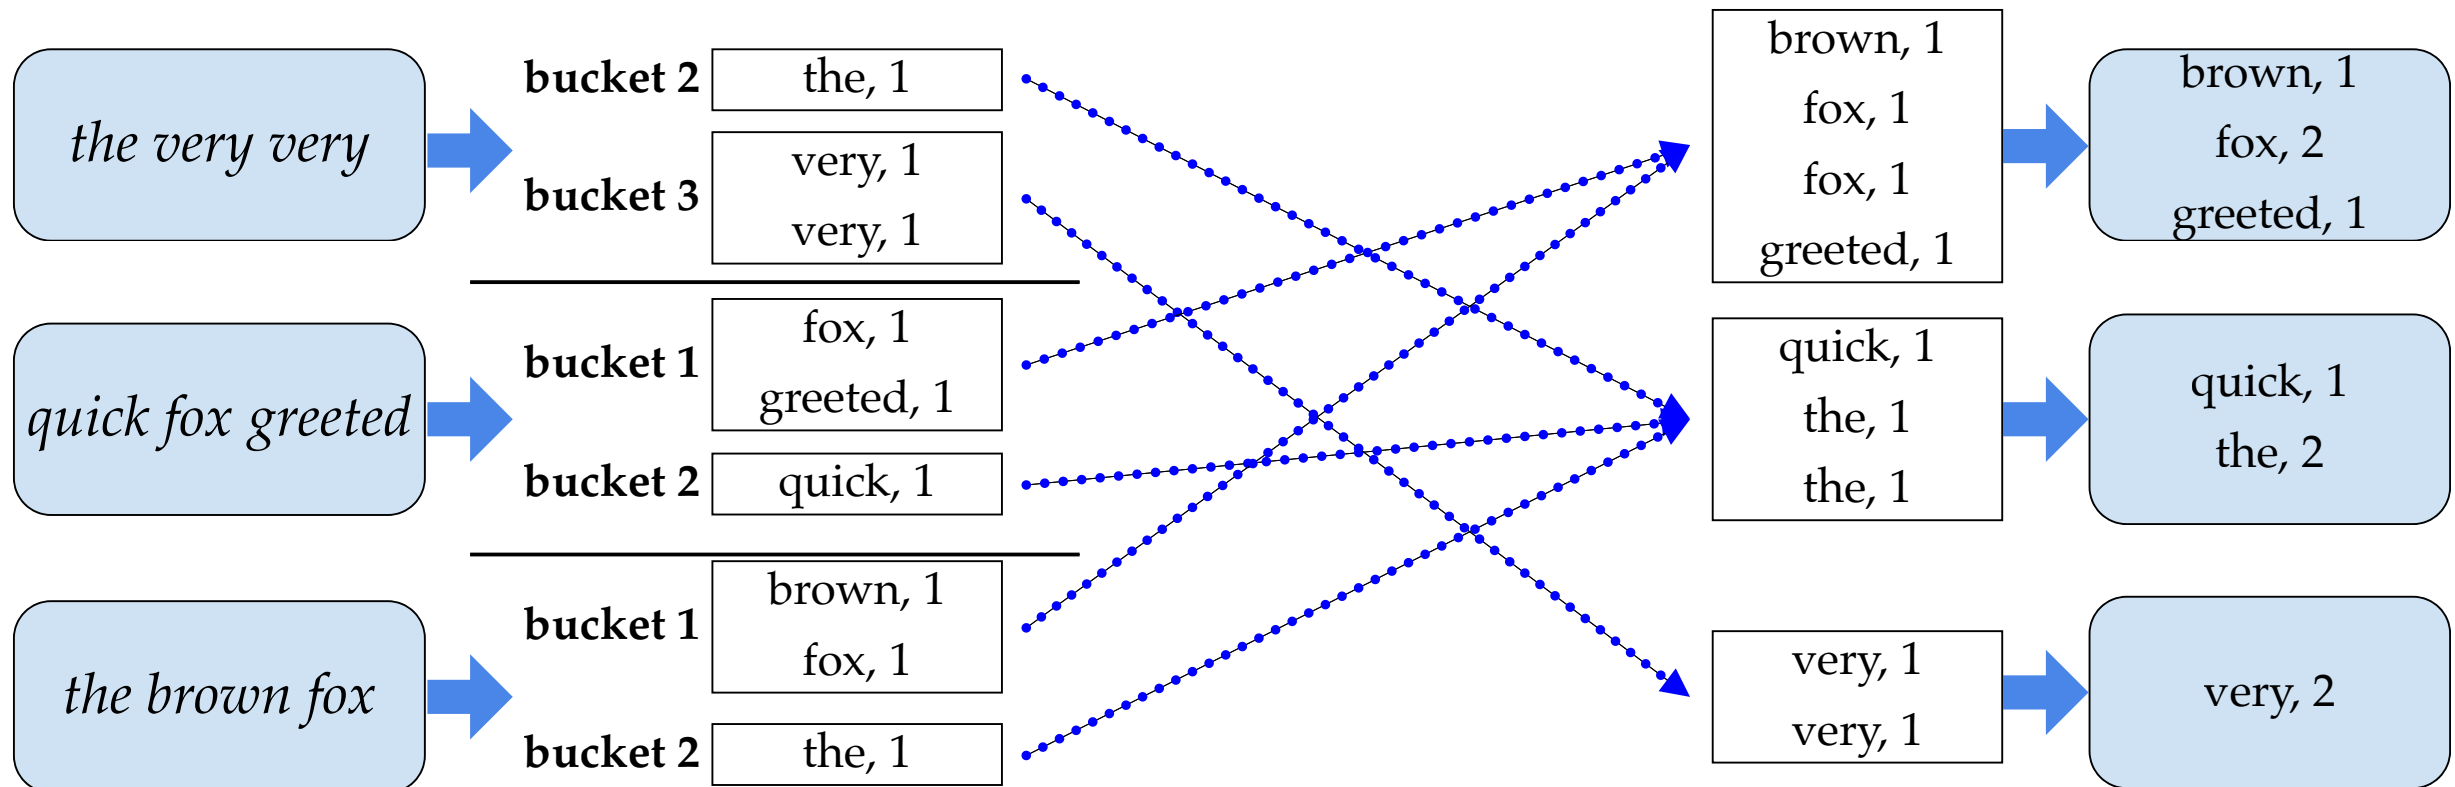 the very very
bucket 2
the, 1
bucket 3
very, 1
very, 1
quick fox greeted
bucket 1
fox, 1
greeted, 1
bucket 2
quick, 1
the brown fox
bucket 1
brown, 1
fox, 1
bucket 2
the, 1
brown, 1
fox, 1
fox, 1
greeted, 1
quick, 1
the, 1
the, 1
very, 1
very, 1
brown, 1
fox, 2
greeted, 1
quick, 1
the, 2
very, 2